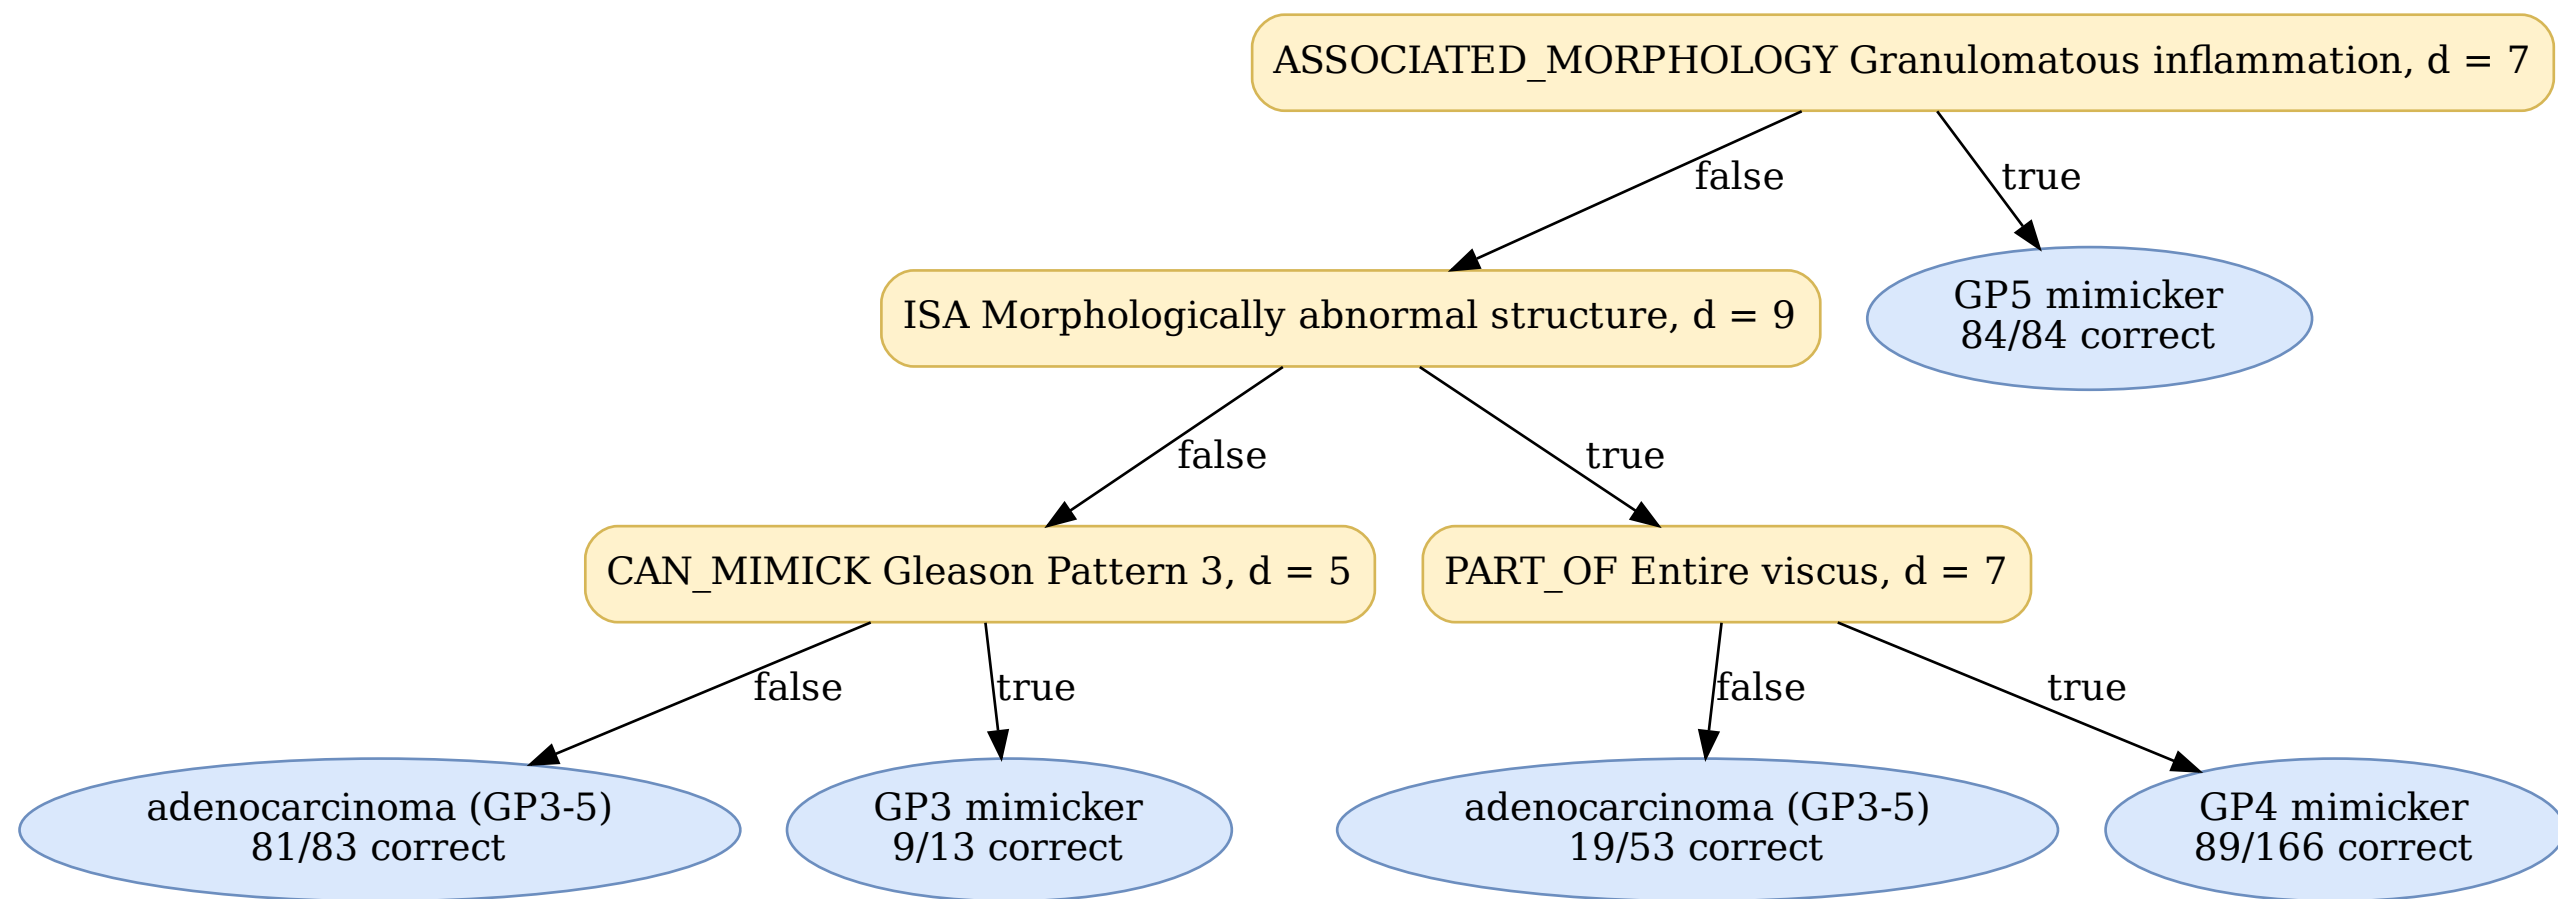 ASSOCIATED_MORPHOLOGY Granulomatous inflammation, d = 7
false
true
ISA Morphologically abnormal structure, d = 9
GP5 mimicker
84/84 correct
false
true
CAN_MIMICK Gleason Pattern 3, d = 5
PART_OF Entire viscus, d = 7
false
true
false
true
adenocarcinoma (GP3-5)
81/83 correct
GP3 mimicker
9/13 correct
adenocarcinoma (GP3-5)
19/53 correct
GP4 mimicker
89/166 correct